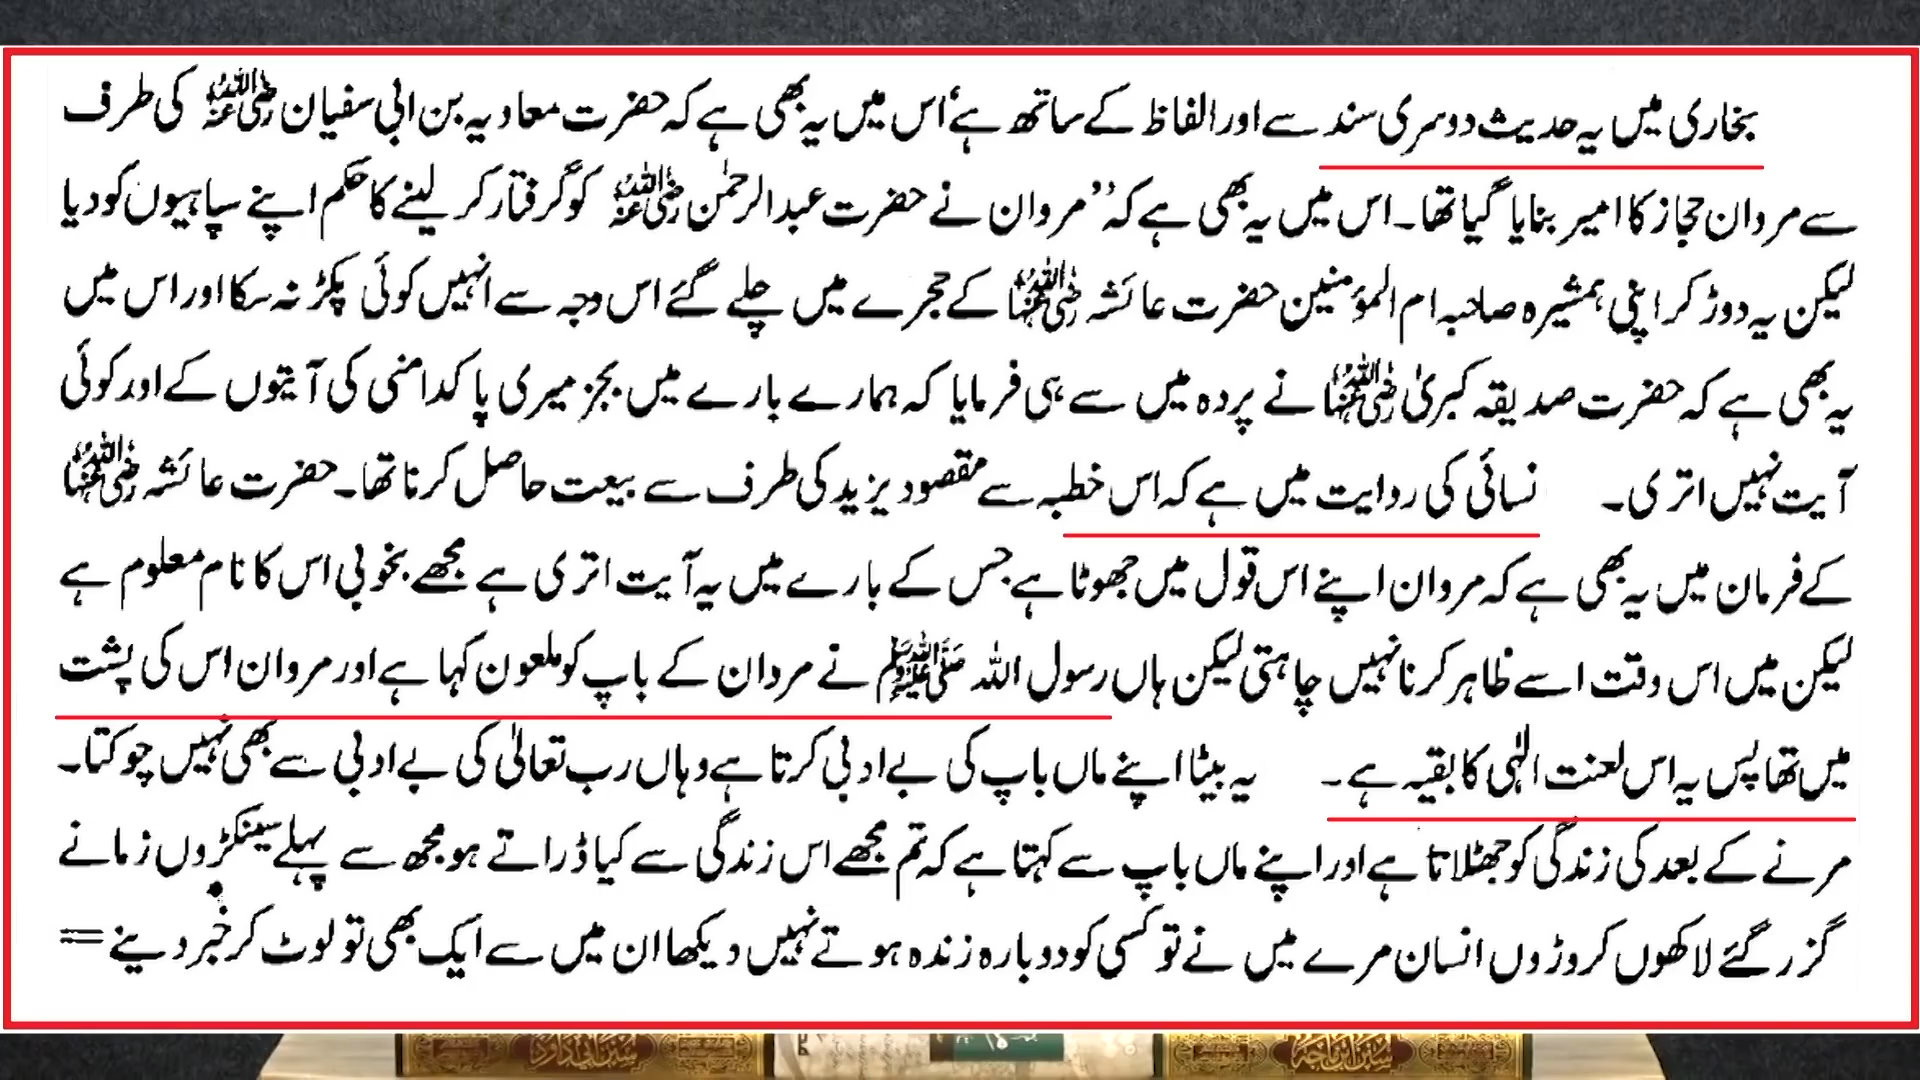 بخاری میں یہ حدیث دوسری سند سے اور الفاظ کے ساتھ ہے‘ اس میں یہ بھی ہے کہ حضرت معاویہ بن ابی سفیان رضی اللہ عنہ کی طرف
سے مروان حجاز کا امیر بنایا گیا تھا۔ اس میں یہ بھی ہے کہ ’’مروان نے حضرت عبدالرحمٰن رضی اللہ عنہ کو گرفتار کر لینے کا حکم اپنے سپاہیوں کو دیا
لیکن یہ دوڑ کر اپنی ہمشیرہ صاحبہ ام المؤمنین حضرت عائشہ رضی اللہ عنہا کے حجرے میں چلے گئے اس وجہ سے انہیں کوئی پکڑ نہ سکا اور اس میں
یہ بھی ہے کہ حضرت صدیقہ کبریٰ رضی اللہ عنہا نے پردہ میں سے ہی فرمایا کہ ہمارے بارے میں بجز میری پاکدامنی کی آیتوں کے اور کوئی
آیت نہیں اتری۔ نسائی کی روایت میں ہے کہ اس خطبہ سے مقصود یزید کی طرف سے بیعت حاصل کرنا تھا۔ حضرت عائشہ رضی اللہ عنہا
کے فرمان میں یہ بھی ہے کہ مروان اپنے اس قول میں جھوٹا ہے جس کے بارے میں یہ آیت اتری ہے مجھے بخوبی اس کا نام معلوم ہے
لیکن میں اس وقت اسے ظاہر کرنا نہیں چاہتی لیکن ہاں رسول اللہ صلی اللہ علیہ وسلم نے مروان کے باپ کو ملعون کہا ہے اور مروان اس کی پشت
میں تھا پس یہ اس لعنت الٰہی کا بقیہ ہے۔ یہ بیٹا اپنے ماں باپ کی بے ادبی کرتا ہے وہاں رب تعالیٰ کی بے ادبی سے بھی نہیں چوکتا۔
مرنے کے بعد کی زندگی کو جھٹلاتا ہے اور اپنے ماں باپ سے کہتا ہے کہ تم مجھے اس زندگی سے کیا ڈراتے ہو مجھ سے پہلے سینکڑوں زمانے
گزر گئے لاکھوں کروڑوں انسان مرے میں نے تو کسی کو دوبارہ زندہ ہوتے نہیں دیکھا ان میں سے ایک بھی تو لوٹ کر خبر دینے =
سنن ابی داود
سنن ابن ماجہ